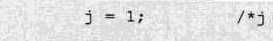 j = 1; /*j